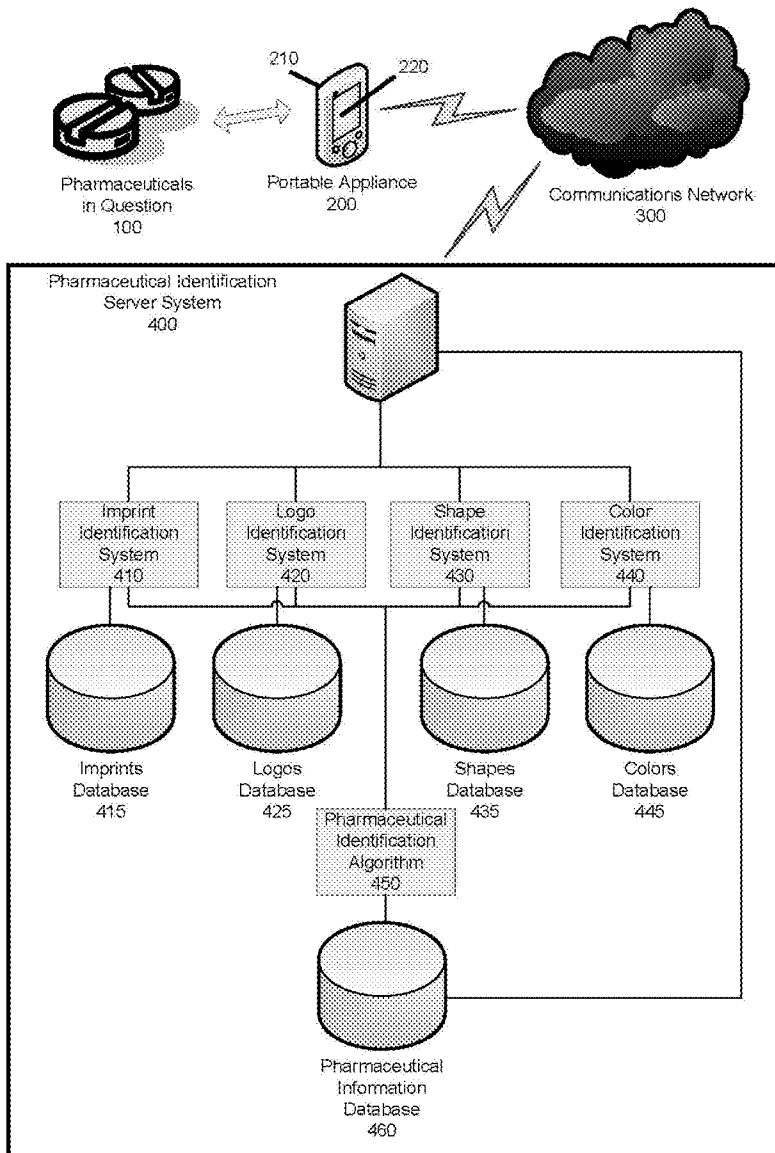 210
220
Pharmaceuticals
in Question
100
Portable Appliance
200
Communications Network
300
Pharmaceutical Identification
Server System
400
Imprint
Identification
System
410
Logo
Identification
System
420
Shape
Identification
System
430
Color
Identification
System
440
Imprints
Database
415
Logos
Database
425
Shapes
Database
435
Colors
Database
445
Pharmaceutical
Identification
Algorithm
450
Pharmaceutical
Information
Database
460